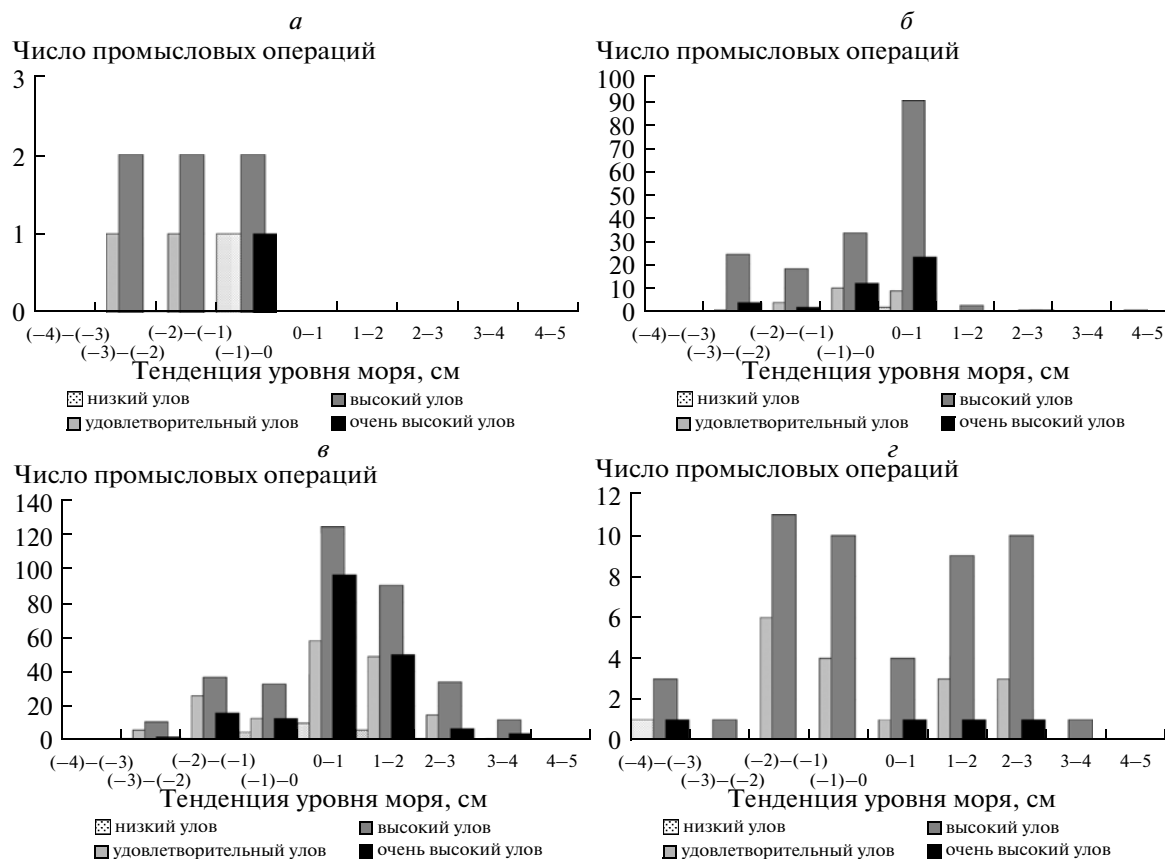 а
Число промысловых операций
3
2
1
0
(−4)–(−3) (−2)–(−1) 0–1 1–2 2–3 3–4 4–5
(−3)–(−2) (−1)–0
Тенденция уровня моря, см
низкий улов высокий улов
удовлетворительный улов очень высокий улов
б
Число промысловых операций
100
90
80
70
60
50
40
30
20
10
0
(−4)–(−3) (−2)–(−1) 0–1 1–2 2–3 3–4 4–5
(−3)–(−2) (−1)–0
Тенденция уровня моря, см
низкий улов высокий улов
удовлетворительный улов очень высокий улов
в
Число промысловых операций
140
120
100
80
60
40
20
0
(−4)–(−3) (−2)–(−1) 0–1 1–2 2–3 3–4 4–5
(−3)–(−2) (−1)–0
Тенденция уровня моря, см
низкий улов высокий улов
удовлетворительный улов очень высокий улов
г
Число промысловых операций
12
10
8
6
4
2
0
(−4)–(−3) (−2)–(−1) 0–1 1–2 2–3 3–4 4–5
(−3)–(−2) (−1)–0
Тенденция уровня моря, см
низкий улов высокий улов
удовлетворительный улов очень высокий улов